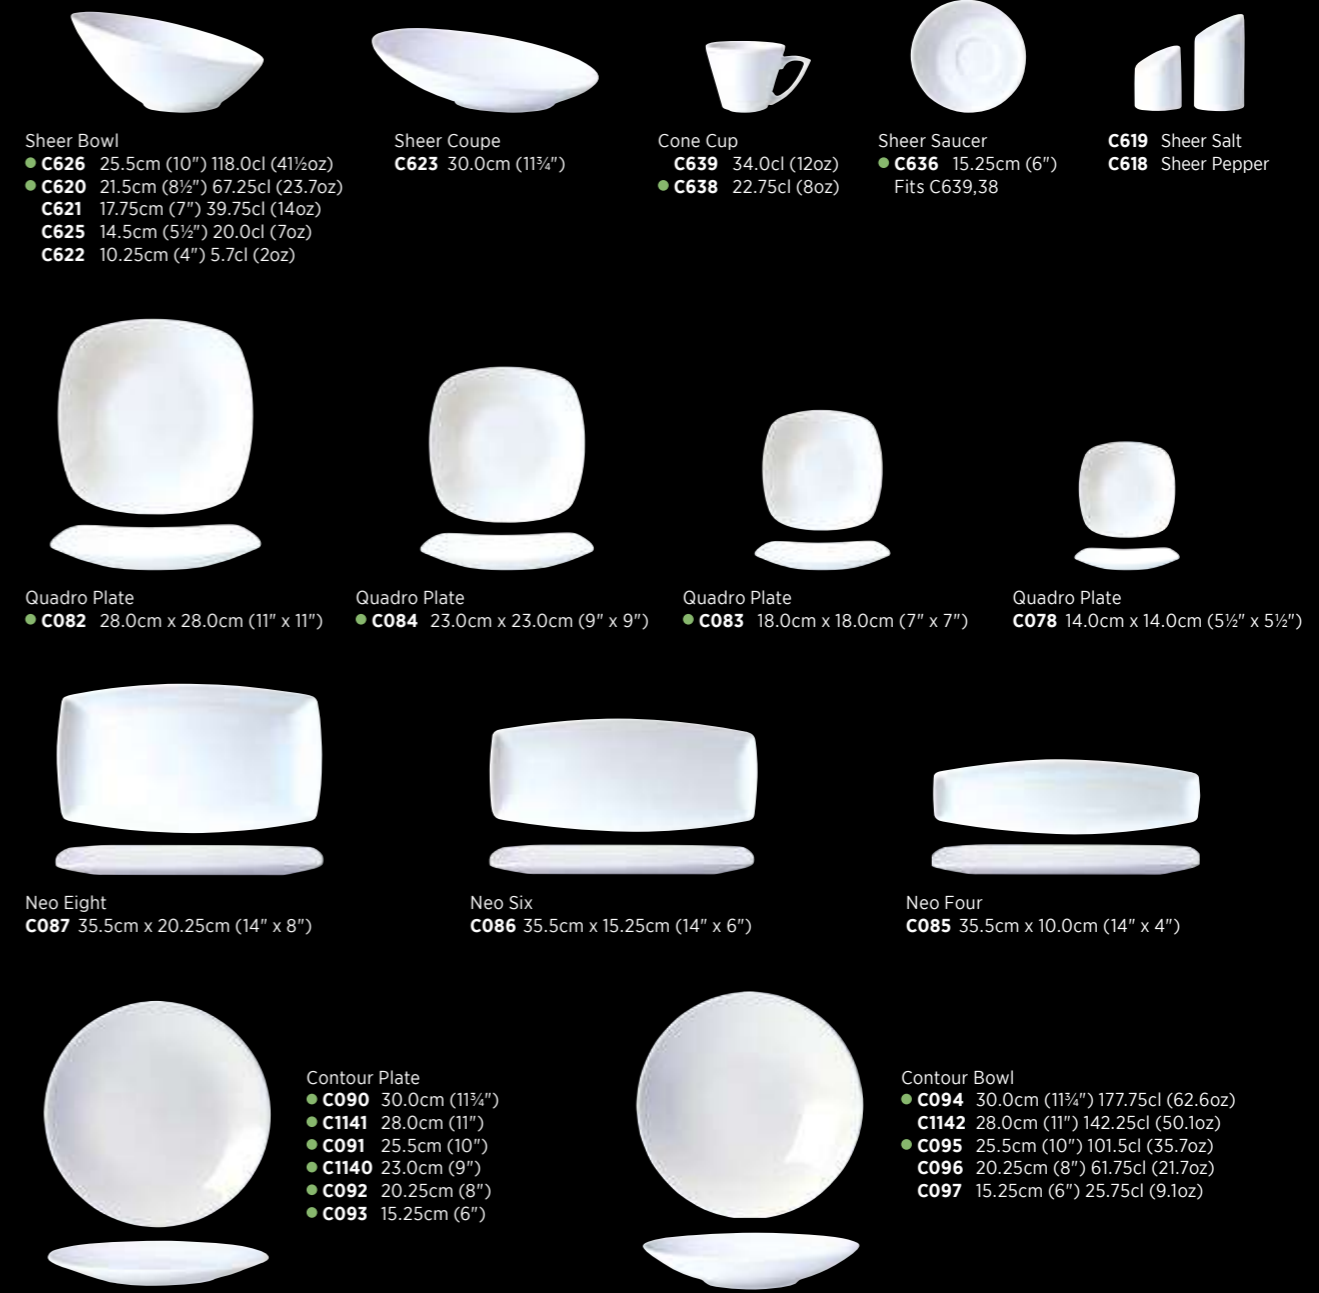 Sheer Bowl
C626 25.5cm (10") 118.0cl (41½oz)
C620 21.5cm (8½") 67.25cl (23.7oz)
C621 17.75cm (7") 39.75cl (14oz)
C625 14.5cm (5½") 20.0cl (7oz)
C622 10.25cm (4") 5.7cl (2oz)
Sheer Coupe
C623 30.0cm (11¾")
Cone Cup
C639 34.0cl (12oz)
C638 22.75cl (8oz)
Sheer Saucer
C636 15.25cm (6")
Fits C639,38
C619 Sheer Salt
C618 Sheer Pepper
Quadro Plate
C082 28.0cm x 28.0cm (11" x 11")
Quadro Plate
C084 23.0cm x 23.0cm (9" x 9")
Quadro Plate
C083 18.0cm x 18.0cm (7" x 7")
Quadro Plate
C078 14.0cm x 14.0cm (5½" x 5½")
Neo Eight
C087 35.5cm x 20.25cm (14" x 8")
Neo Six
C086 35.5cm x 15.25cm (14" x 6")
Neo Four
C085 35.5cm x 10.0cm (14" x 4")
Contour Plate
C090 30.0cm (11¾")
C1141 28.0cm (11")
C091 25.5cm (10")
C1140 23.0cm (9")
C092 20.25cm (8")
C093 15.25cm (6")
Contour Bowl
C094 30.0cm (11¾") 177.75cl (62.6oz)
C1142 28.0cm (11") 142.25cl (50.1oz)
C095 25.5cm (10") 101.5cl (35.7oz)
C096 20.25cm (8") 61.75cl (21.7oz)
C097 15.25cm (6") 25.75cl (9.1oz)